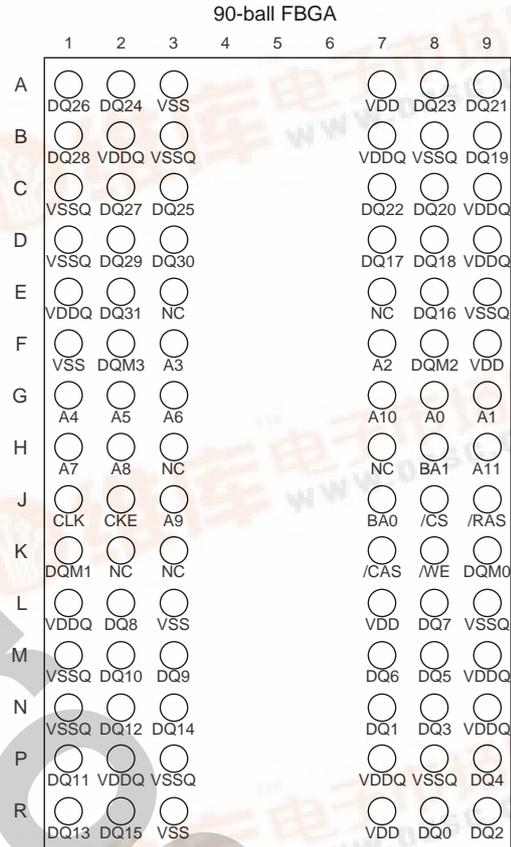 90-ball FBGA
1 2 3 4 5 6 7 8 9
A
DQ26 DQ24 VSS VDD DQ23 DQ21
B
DQ28 VDDQ VSSQ VDDQ VSSQ DQ19
C
VSSQ DQ27 DQ25 DQ22 DQ20 VDDQ
D
VSSQ DQ29 DQ30 DQ17 DQ18 VDDQ
E
VDDQ DQ31 NC NC DQ16 VSSQ
F
VSS DQM3 A3 A2 DQM2 VDD
G
A4 A5 A6 A10 A0 A1
H
A7 A8 NC NC BA1 A11
J
CLK CKE A9 BA0 /CS /RAS
K
DQM1 NC NC /CAS /WE DQM0
L
VDDQ DQ8 VSS VDD DQ7 VSSQ
M
VSSQ DQ10 DQ9 DQ6 DQ5 VDDQ
N
VSSQ DQ12 DQ14 DQ1 DQ3 VDDQ
P
DQ11 VDDQ VSSQ VDDQ VSSQ DQ4
R
DQ13 DQ15 VSS VDD DQ0 DQ2